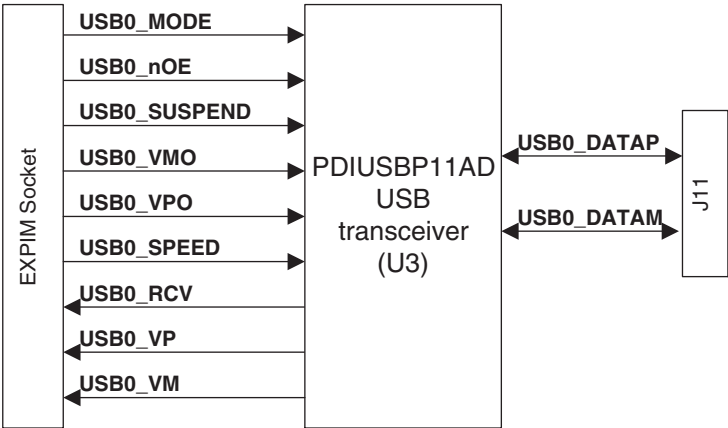 USB0_MODE
USB0_nOE
USB0_SUSPEND
USB0_VMO
USB0_VPO
USB0_SPEED
USB0_RCV
USB0_VP
USB0_VM
EXPIM Socket
PDIUSBP11AD
USB
transceiver
(U3)
USB0_DATAP
USB0_DATAM
J11